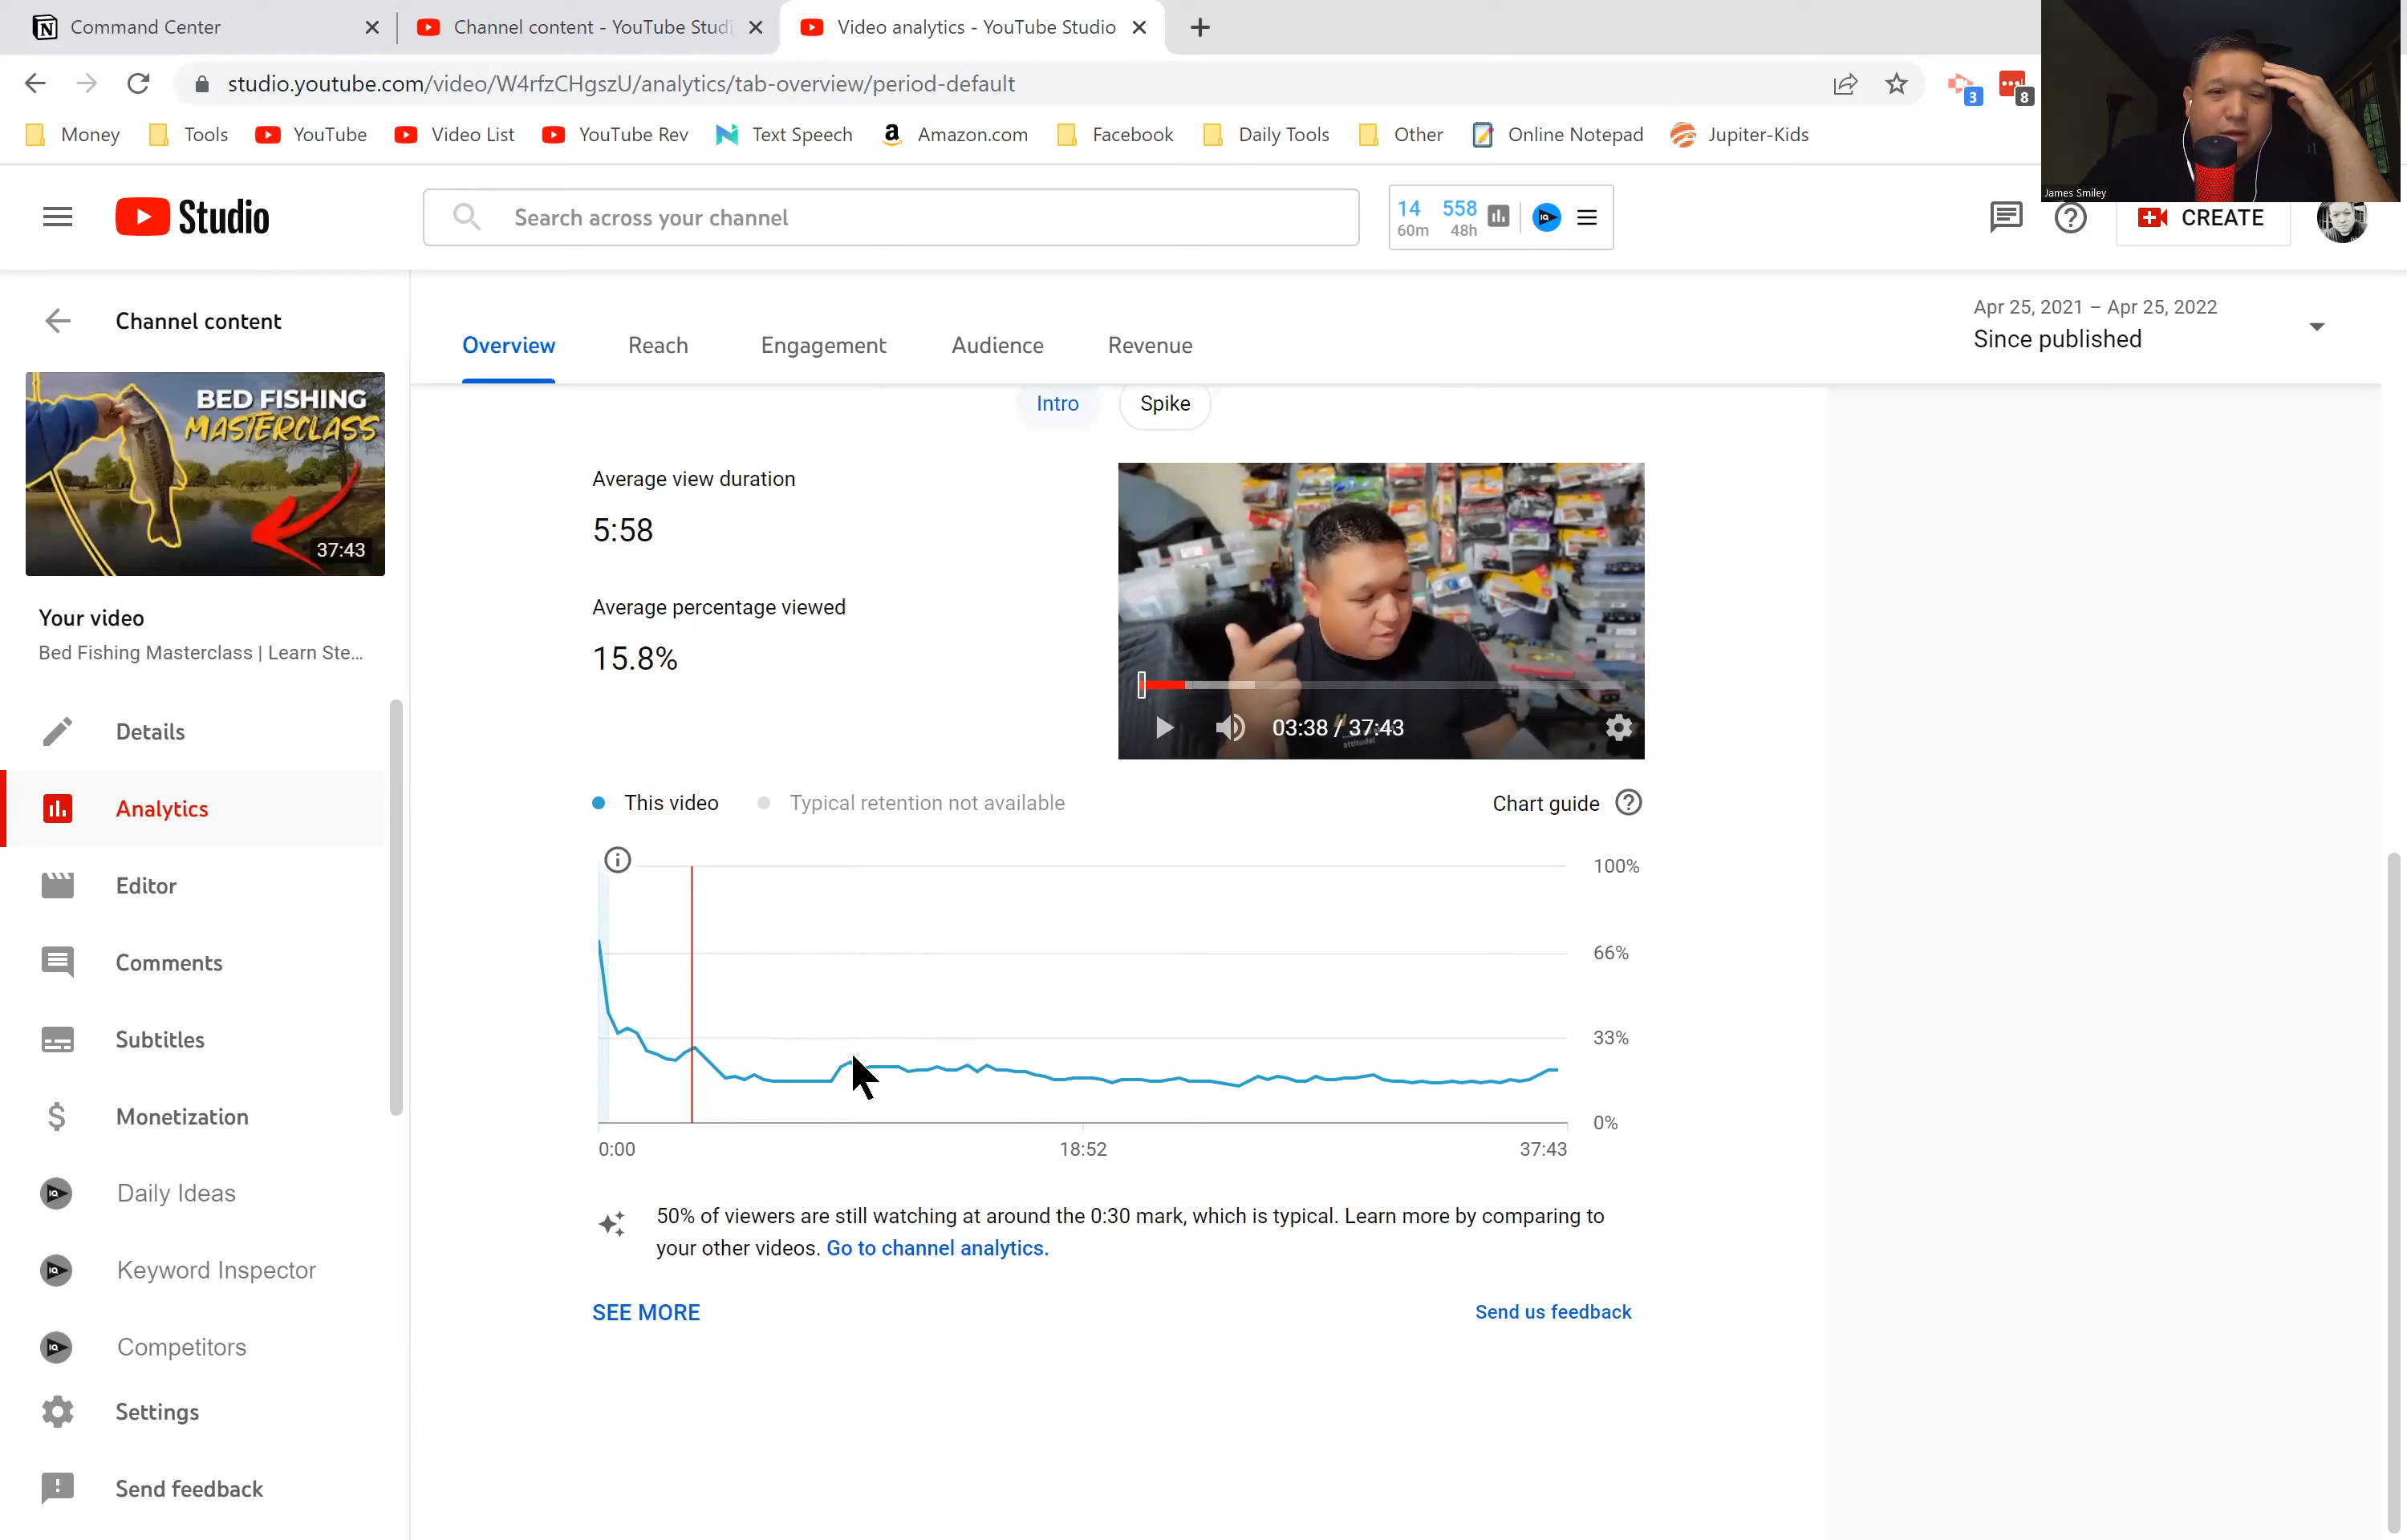 Command Center
Channel content - YouTube Studi
Video analytics - YouTube Studio
studio.youtube.com/video/W4rfzCHgszU/analytics/tab-overview/period-default
3
8
Money
Tools
YouTube
Video List
YouTube Rev
Text Speech
Amazon.com
Facebook
Daily Tools
Other
Online Notepad
Jupiter-Kids
James Smiley
Studio
Search across your channel
14 558
60m 48h
CREATE
Channel content
Overview
Reach
Engagement
Audience
Revenue
Apr 25, 2021 – Apr 25, 2022
Since published
BED FISHING
MASTERCLASS
37:43
Your video
Bed Fishing Masterclass | Learn Ste...
Details
Analytics
Editor
Comments
Subtitles
Monetization
Daily Ideas
Keyword Inspector
Competitors
Settings
Send feedback
Intro
Spike
Average view duration
5:58
Average percentage viewed
15.8%
03:38 / 37:43
attitude!
This video
Typical retention not available
Chart guide
100%
66%
33%
0%
0:00
18:52
37:43
50% of viewers are still watching at around the 0:30 mark, which is typical. Learn more by comparing to
your other videos. Go to channel analytics.
SEE MORE
Send us feedback